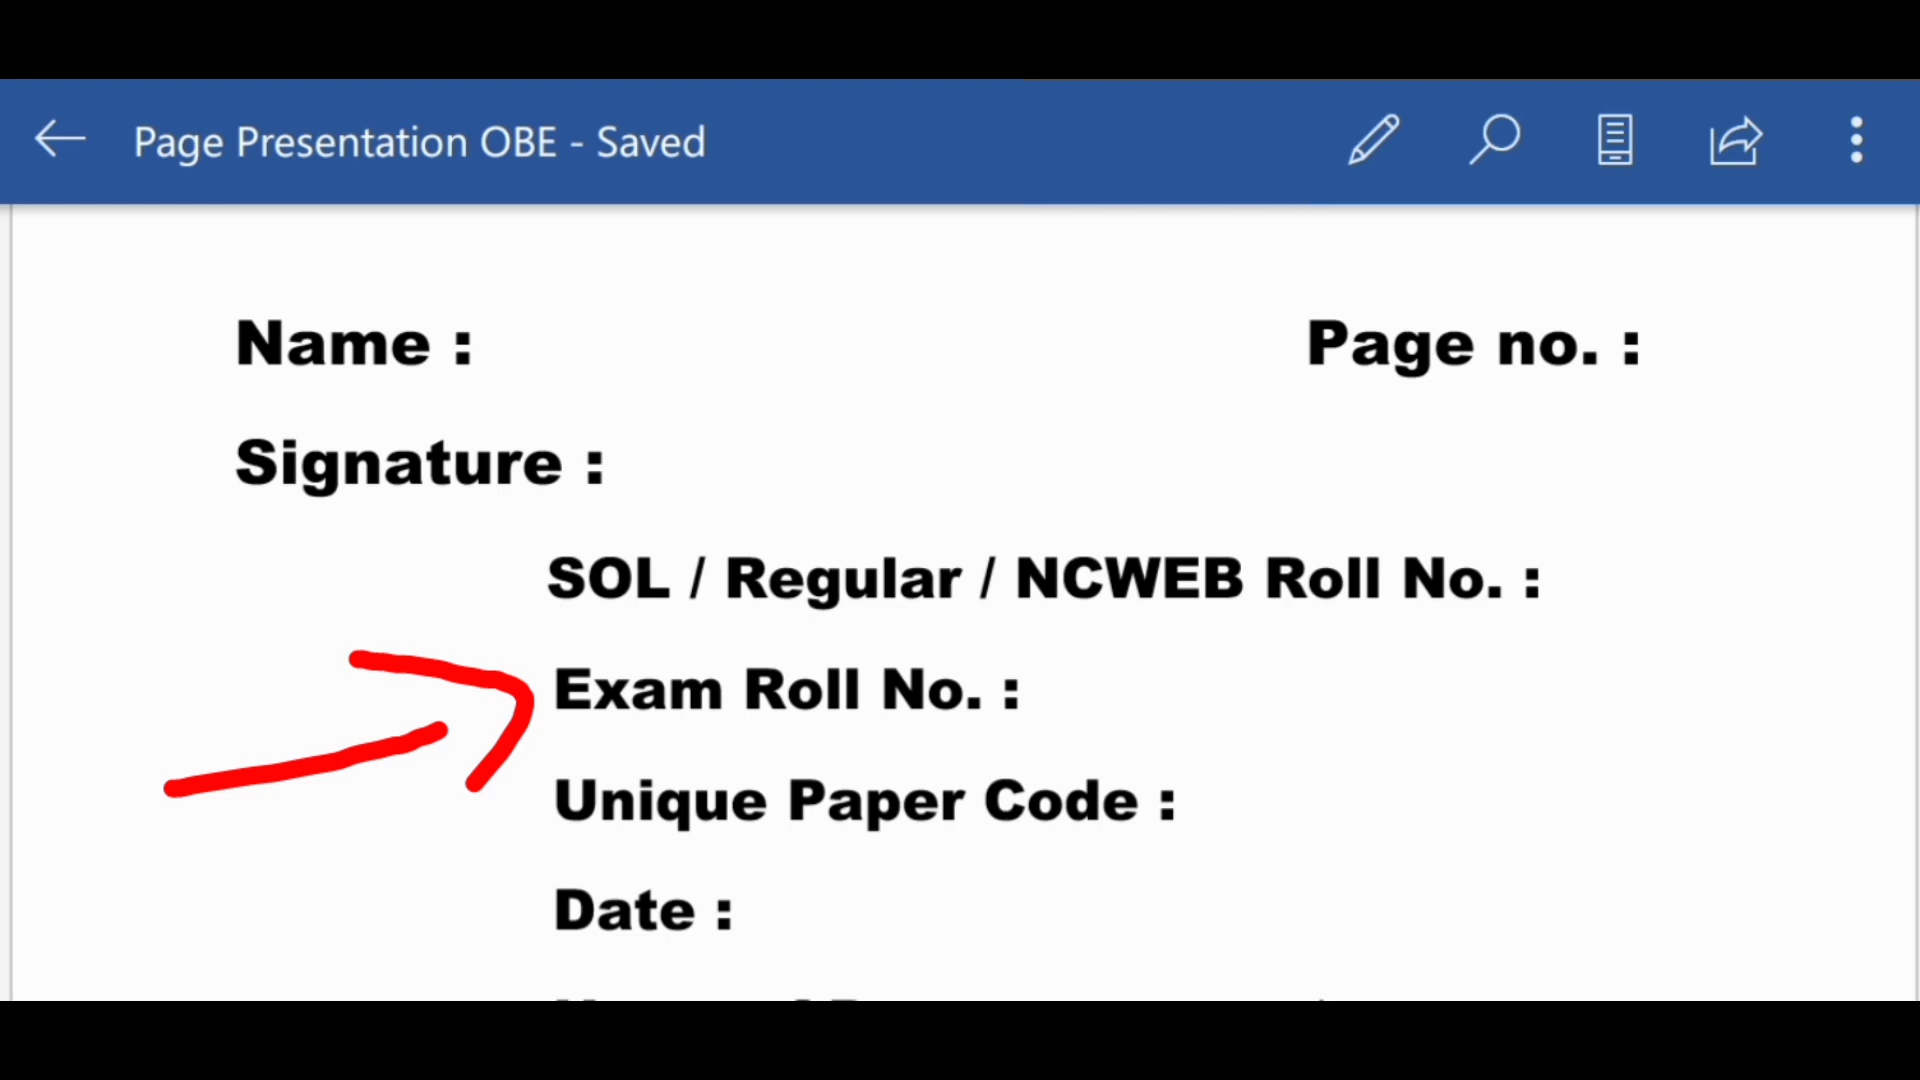 Page Presentation OBE - Saved
Name : Page no. :
Signature :
SOL / Regular / NCWEB Roll No. :
Exam Roll No. :
Unique Paper Code :
Date :